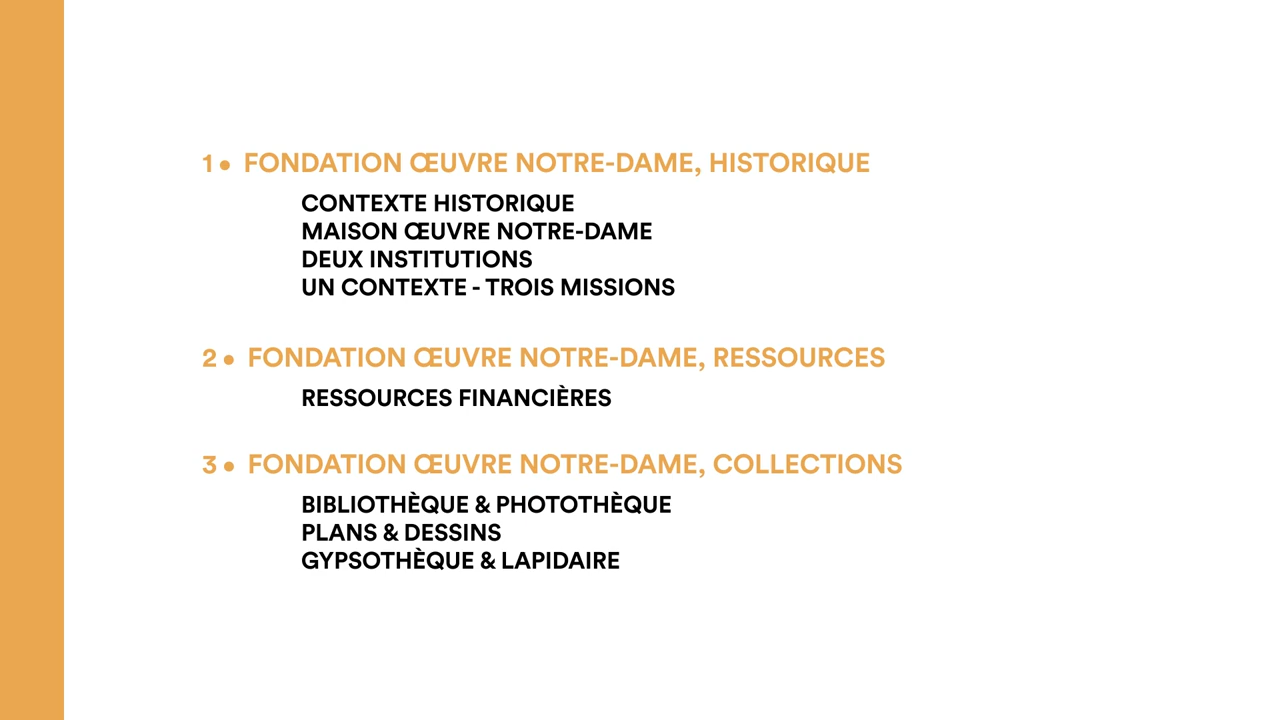 1 • FONDATION ŒUVRE NOTRE-DAME, HISTORIQUE
CONTEXTE HISTORIQUE
MAISON ŒUVRE NOTRE-DAME
DEUX INSTITUTIONS
UN CONTEXTE - TROIS MISSIONS
2 • FONDATION ŒUVRE NOTRE-DAME, RESSOURCES
RESSOURCES FINANCIÈRES
3 • FONDATION ŒUVRE NOTRE-DAME, COLLECTIONS
BIBLIOTHÈQUE & PHOTOTHÈQUE
PLANS & DESSINS
GYPSOTHÈQUE & LAPIDAIRE